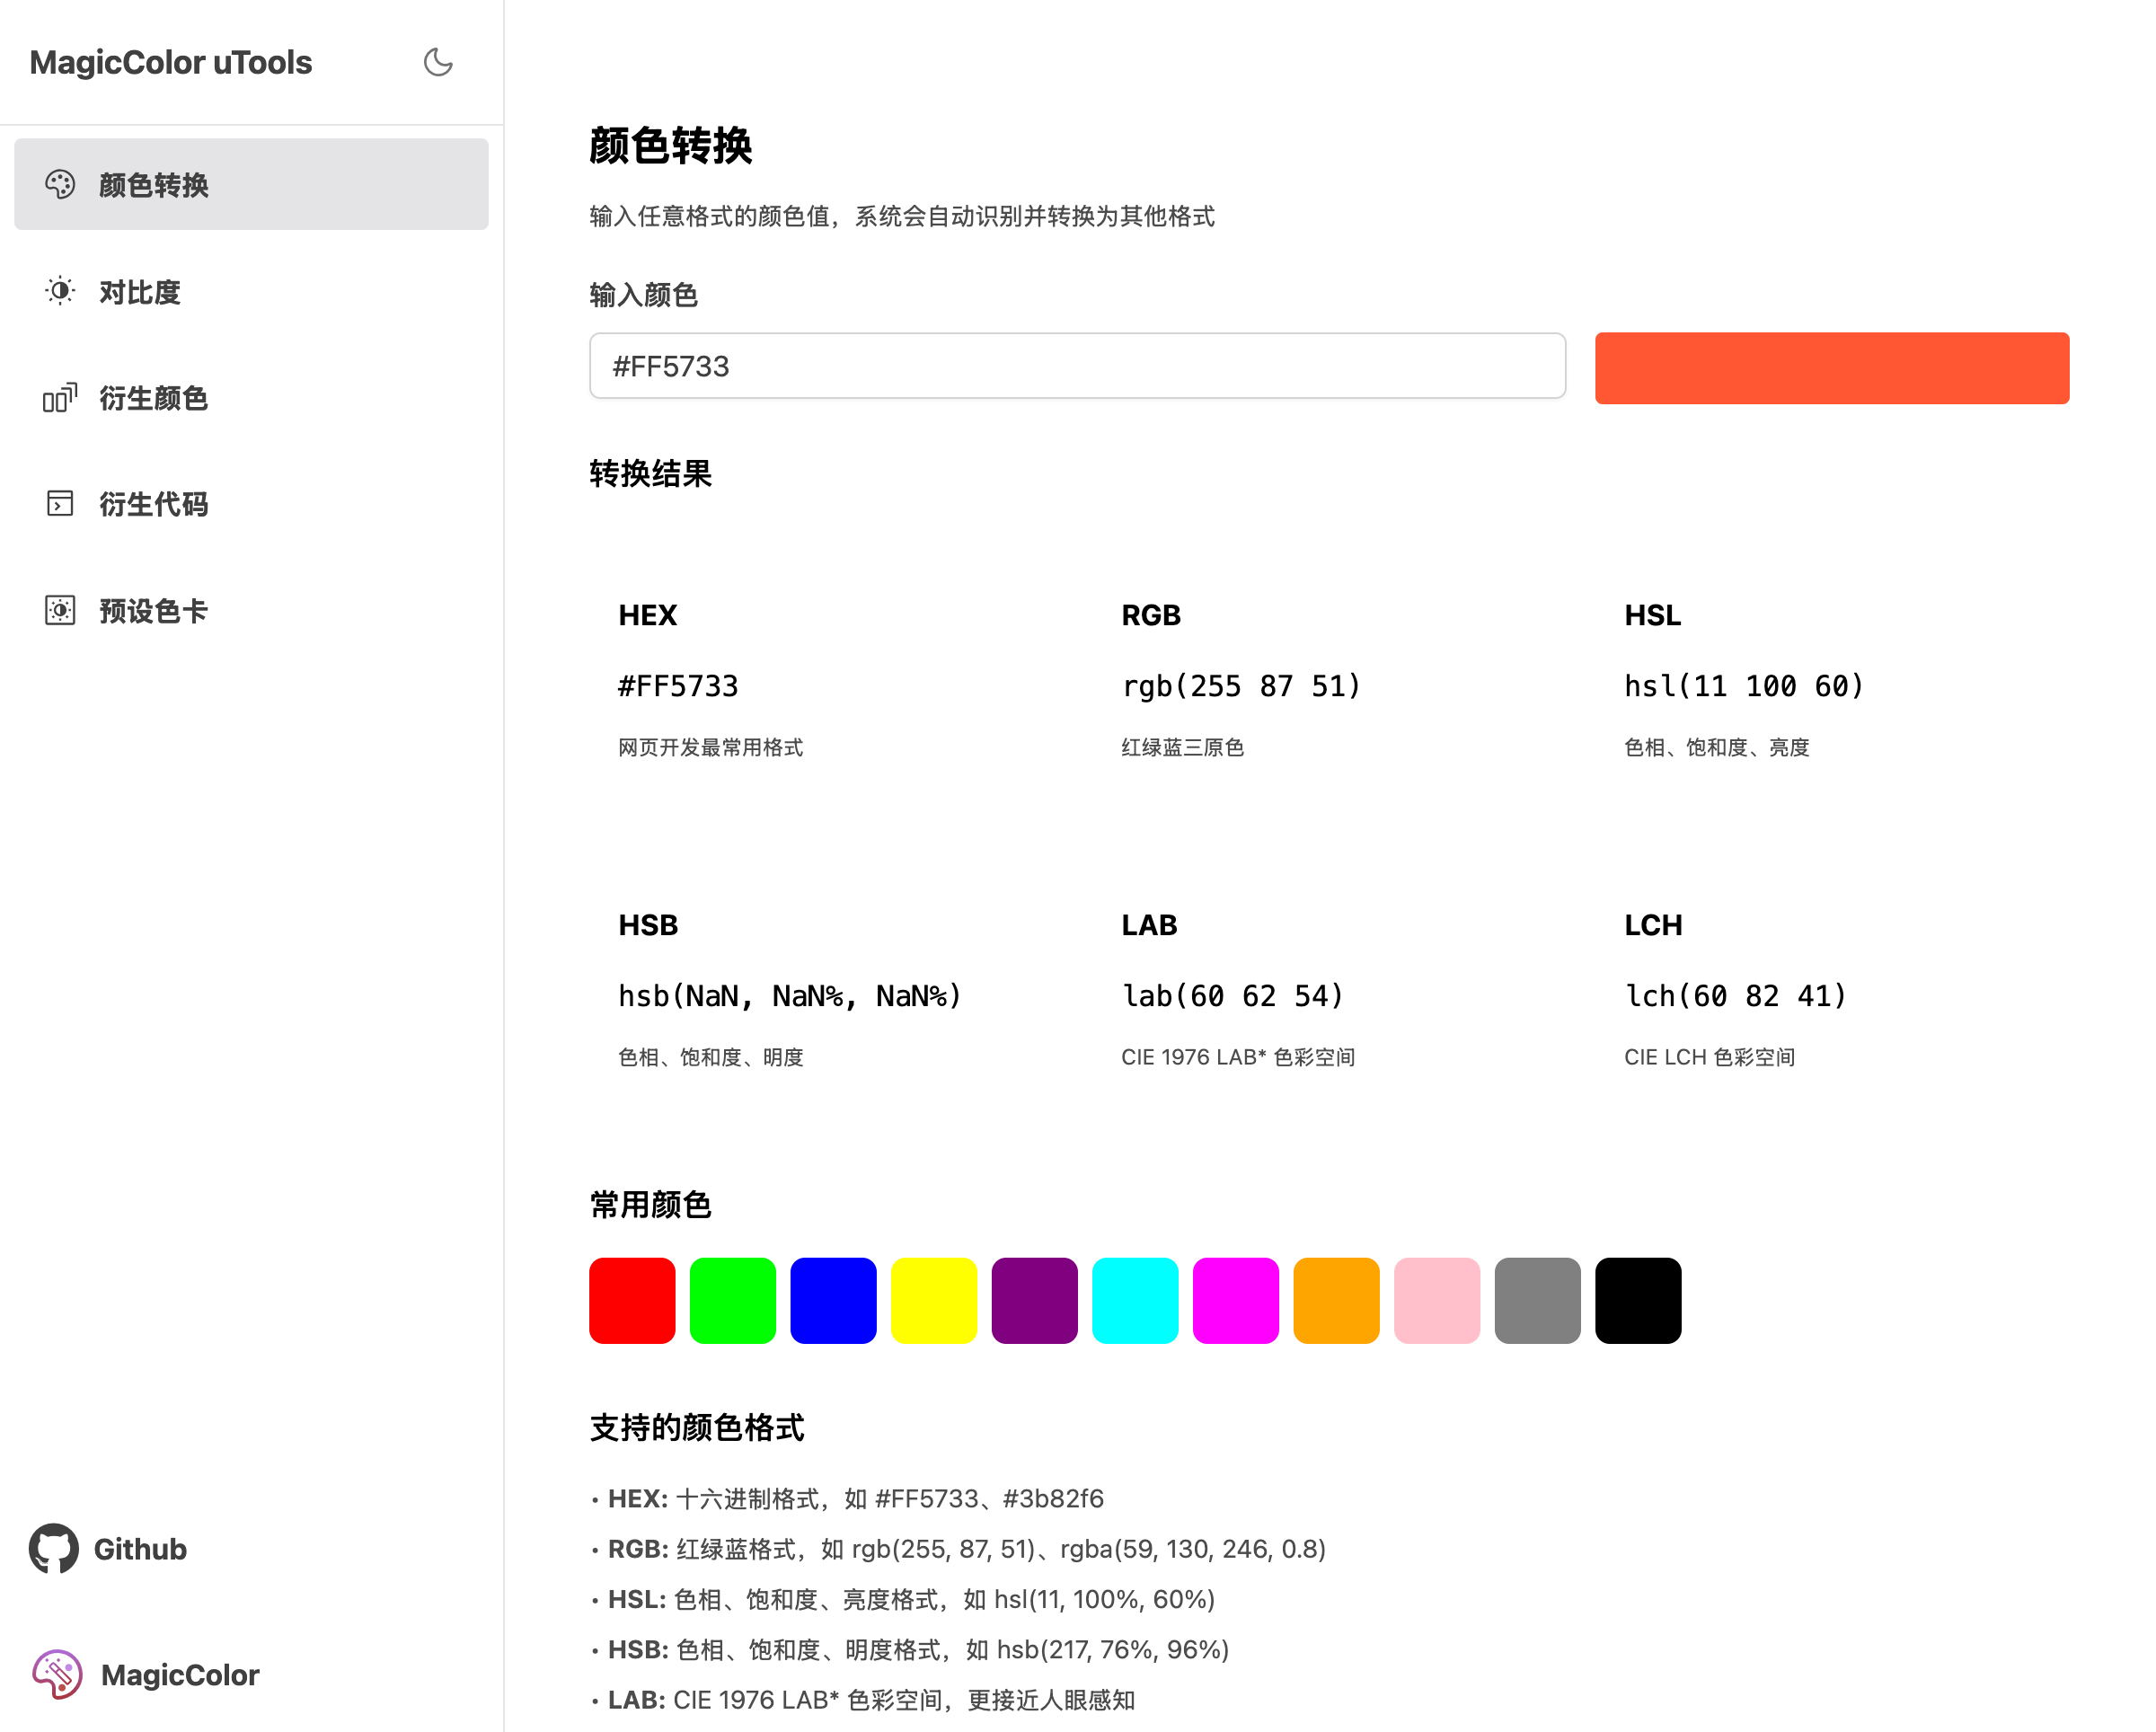 MagicColor uTools
颜色转换
对比度
衍生颜色
衍生代码
预设色卡
Github
MagicColor
颜色转换
输入任意格式的颜色值，系统会自动识别并转换为其他格式
输入颜色
#FF5733
转换结果
HEX
#FF5733
网页开发最常用格式
RGB
rgb(255 87 51)
红绿蓝三原色
HSL
hsl(11 100 60)
色相、饱和度、亮度
HSB
hsb(NaN, NaN%, NaN%)
色相、饱和度、明度
LAB
lab(60 62 54)
CIE 1976 LAB* 色彩空间
LCH
lch(60 82 41)
CIE LCH 色彩空间
常用颜色
支持的颜色格式
• HEX: 十六进制格式，如 #FF5733、#3b82f6
• RGB: 红绿蓝格式，如 rgb(255, 87, 51)、rgba(59, 130, 246, 0.8)
• HSL: 色相、饱和度、亮度格式，如 hsl(11, 100%, 60%)
• HSB: 色相、饱和度、明度格式，如 hsb(217, 76%, 96%)
• LAB: CIE 1976 LAB* 色彩空间，更接近人眼感知